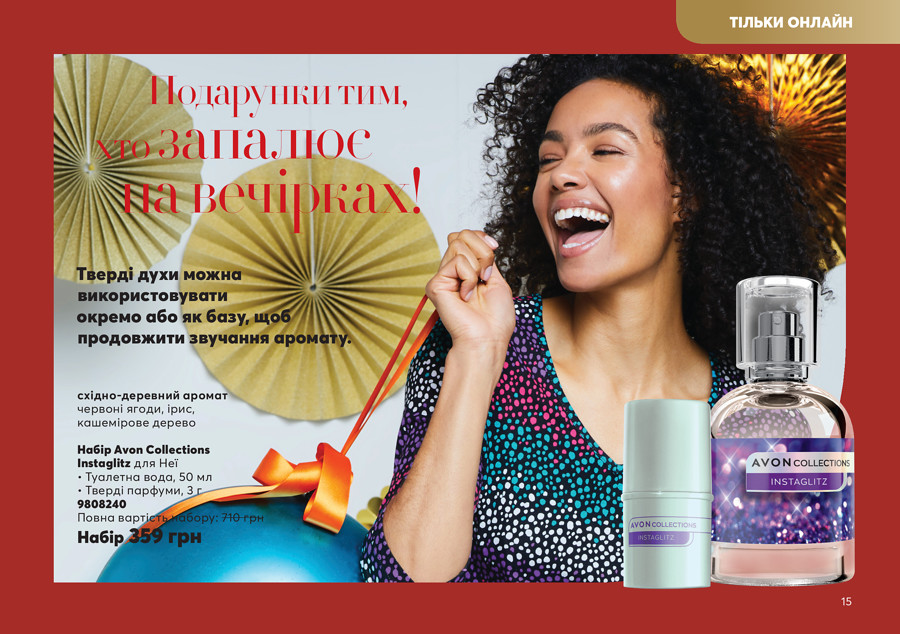 ТІЛЬКИ ОНЛАЙН
Подарунки тим,
хто запалює
на вечірках!
Тверді духи можна
використовувати
окремо або як базу, щоб
продовжити звучання аромату.
східно-деревний аромат
червоні ягоди, ірис,
кашемірове дерево
Набір Avon Collections
Instaglitz для Неї
• Туалетна вода, 50 мл
• Тверді парфуми, 3 г
9808240
Повна вартість набору: 710 грн
Набір 359 грн
AVON COLLECTIONS
INSTAGLITZ
AVON COLLECTIONS
INSTAGLITZ
15